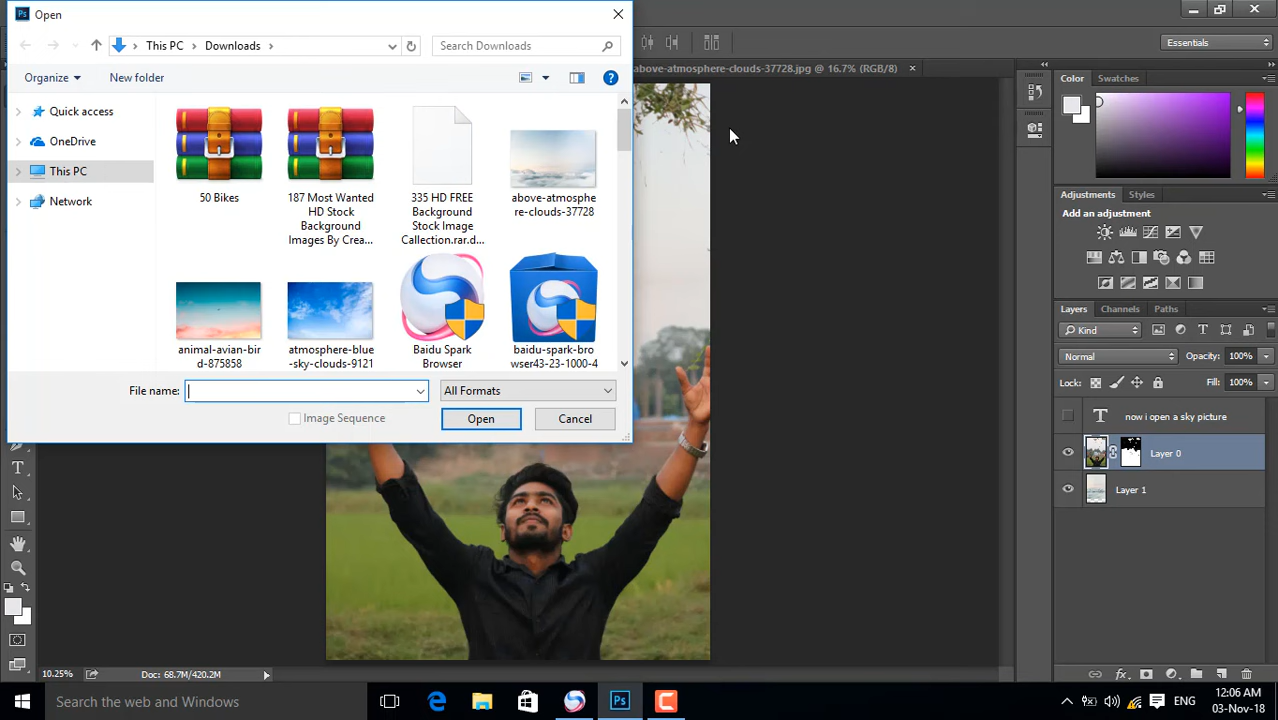 Ps Open
This PC Downloads Search Downloads
Organize New folder
Quick access
OneDrive
This PC
Network
50 Bikes
187 Most Wanted
HD Stock
Background
Images By Crea...
335 HD FREE
Background
Stock Image
Callection.rar.d...
above-atmosphe
re-clouds-37728
animal-avian-bir
d-875858
atmosphere-blue
-sky-clouds-9121
Baidu Spark
Browser
baidu-spark-bro
wser43-23-1000-4
File name: All Formats
Image Sequence Open Cancel
above-atmosphere-clouds-37728.jpg @ 16.7% (RGB/8)
Essentials
Color Swatches
Adjustments Styles
Add an adjustment
Layers Channels Paths
Kind
Normal Opacity: 100%
Lock: Fill: 100%
T now i open a sky picture
Layer 0
Layer 1
fx
T
10.25% Doc: 68.7M/420.2M
Search the web and Windows
Ps
ENG
12:06 AM
03-Nov-18